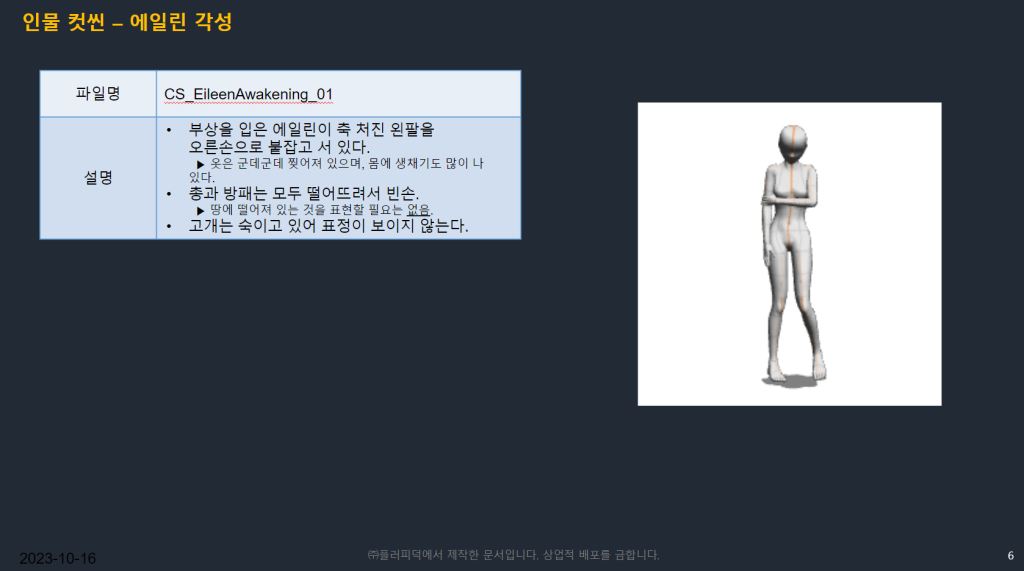 인물 컷씬 – 에일린 각성
파일명
CS_EileenAwakening_01
설명
• 부상을 입은 에일린이 축 처진 왼팔을
오른손으로 붙잡고 서 있다.
▶ 옷은 군데군데 찢어져 있으며, 몸에 생채기도 많이 나
있다.
• 총과 방패는 모두 떨어뜨려서 빈손.
▶ 땅에 떨어져 있는 것을 표현할 필요는 없음.
• 고개는 숙이고 있어 표정이 보이지 않는다.
2023-10-16
㈜플러피덕에서 제작한 문서입니다. 상업적 배포를 금합니다.
6